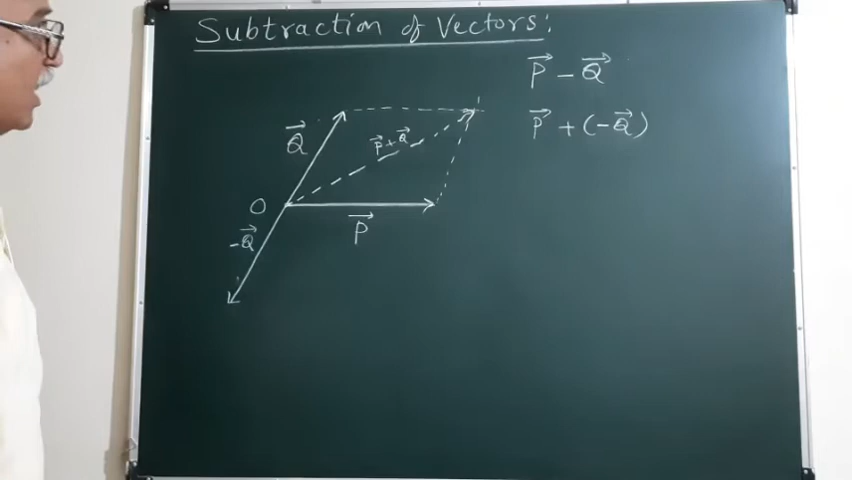 Subtraction of Vectors:
P⃗ - Q⃗
P⃗ + (-Q⃗)
Q⃗
P⃗+Q⃗
O
P⃗
-Q⃗